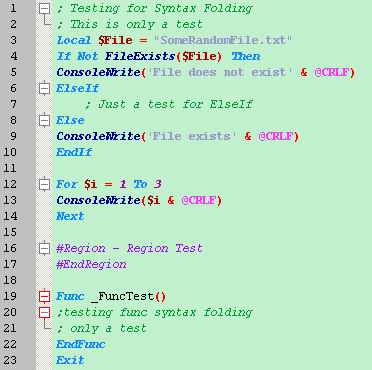 1 ; Testing for Syntax Folding
2 ; This is only a test
3 Local $File = "SomeRandomFile.txt"
4 If Not FileExists($File) Then
5 ConsoleWrite('File does not exist' & @CRLF)
6 ElseIf
7 ; Just a test for ElseIf
8 Else
9 ConsoleWrite('File exists' & @CRLF)
10 EndIf
11
12 For $i = 1 To 3
13 ConsoleWrite($i & @CRLF)
14 Next
15
16 #Region - Region Test
17 #EndRegion
18
19 Func _FuncTest()
20 ;testing func syntax folding
21 ; only a test
22 EndFunc
23 Exit